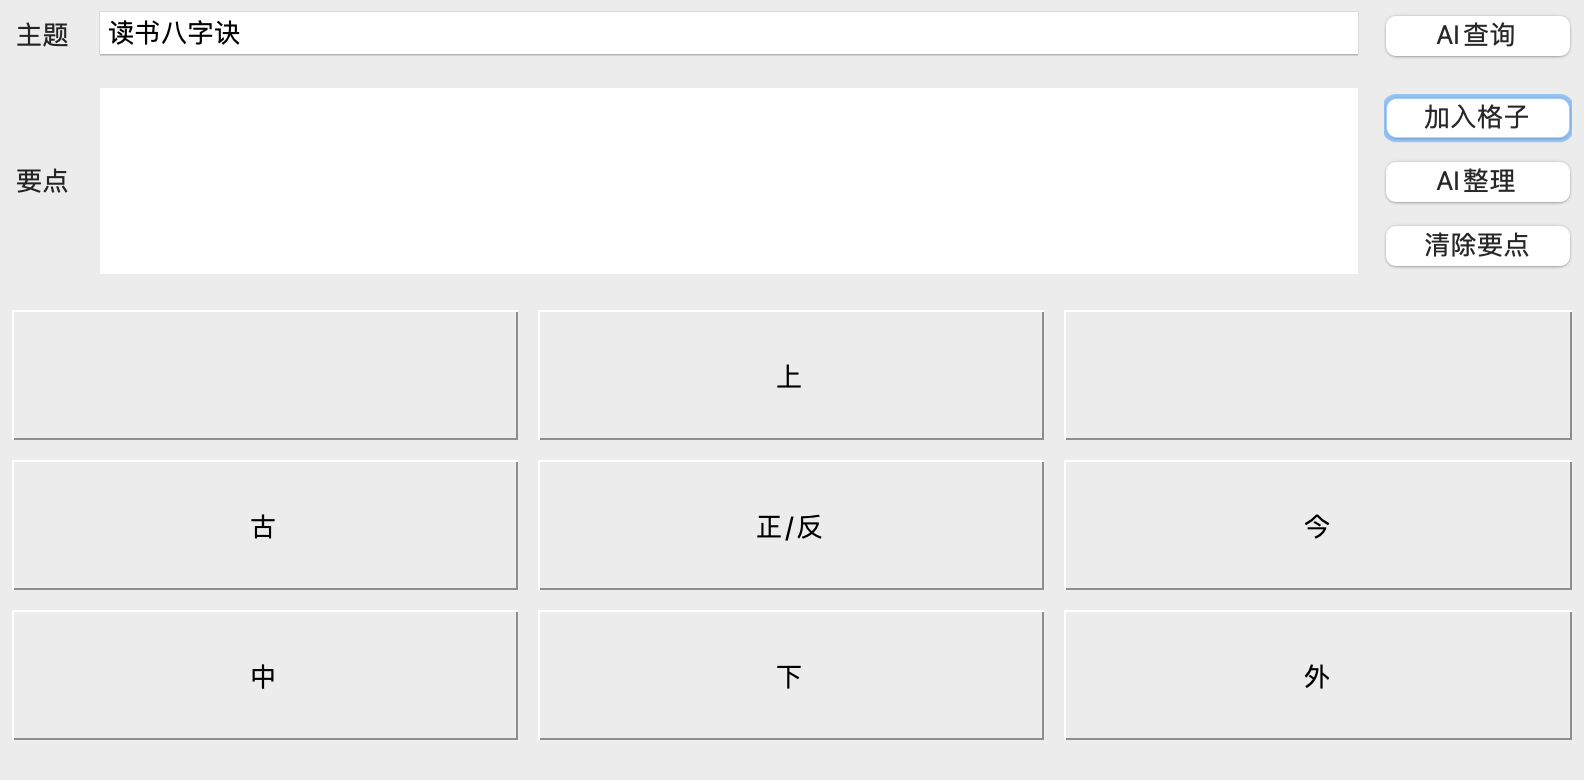 主题
读书八字诀
AI查询
加入格子
要点
AI整理
清除要点
上
古
正/反
今
中
下
外